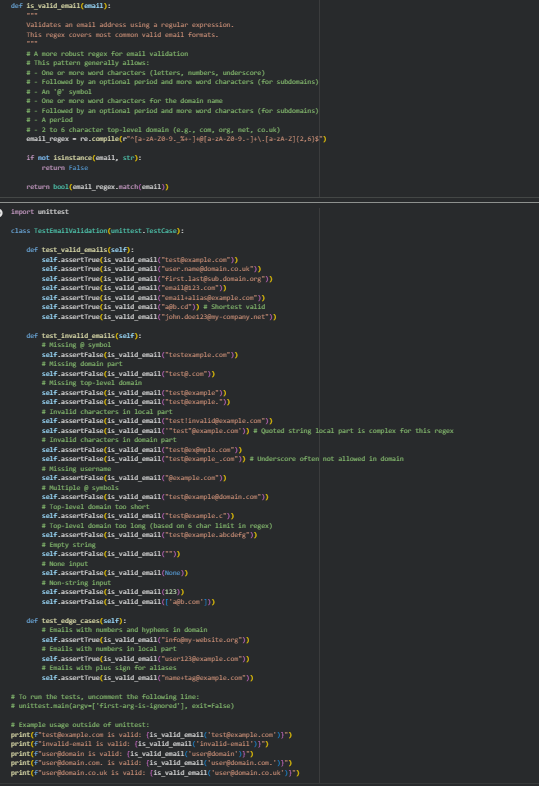 def is_valid_email(email):
    """
    Validates an email address using a regular expression.
    This regex covers most common valid email formats.
    """
    # A more robust regex for email validation
    # This pattern generally allows:
    # - One or more word characters (letters, numbers, underscore)
    # - Followed by an optional period and more word characters (for subdomains)
    # - An '@' symbol
    # - One or more word characters for the domain name
    # - Followed by an optional period and more word characters (for subdomains)
    # - A period
    # - 2 to 6 character top-level domain (e.g., com, org, net, co.uk)
    email_regex = re.compile(r"^[a-zA-Z0-9._%+-]+@[a-zA-Z0-9.-]+\.[a-zA-Z]{2,6}$")
    if not isinstance(email, str):
        return False
    return bool(email_regex.match(email))
import unittest
class TestEmailValidation(unittest.TestCase):
    def test_valid_emails(self):
        self.assertTrue(is_valid_email("test@example.com"))
        self.assertTrue(is_valid_email("user.name@domain.co.uk"))
        self.assertTrue(is_valid_email("first.last@sub.domain.org"))
        self.assertTrue(is_valid_email("email@123.com"))
        self.assertTrue(is_valid_email("email+alias@example.com"))
        self.assertTrue(is_valid_email("a@b.cd")) # Shortest valid
        self.assertTrue(is_valid_email("john.doe123@my-company.net"))
    def test_invalid_emails(self):
        # Missing @ symbol
        self.assertFalse(is_valid_email("testexample.com"))
        # Missing domain part
        self.assertFalse(is_valid_email("test@.com"))
        # Missing top-level domain
        self.assertFalse(is_valid_email("test@example"))
        self.assertFalse(is_valid_email("test@example."))
        # Invalid characters in local part
        self.assertFalse(is_valid_email("test!invalid@example.com"))
        self.assertFalse(is_valid_email('"test"@example.com')) # Quoted string local part is complex for this regex
        # Invalid characters in domain part
        self.assertFalse(is_valid_email("test@ex@mple.com"))
        self.assertFalse(is_valid_email("test@example_.com")) # Underscore often not allowed in domain
        # Missing username
        self.assertFalse(is_valid_email("@example.com"))
        # Multiple @ symbols
        self.assertFalse(is_valid_email("test@example@domain.com"))
        # Top-level domain too short
        self.assertFalse(is_valid_email("test@example.c"))
        # Top-level domain too long (based on 6 char limit in regex)
        self.assertFalse(is_valid_email("test@example.abcdefg"))
        # Empty string
        self.assertFalse(is_valid_email(""))
        # None input
        self.assertFalse(is_valid_email(None))
        # Non-string input
        self.assertFalse(is_valid_email(123))
        self.assertFalse(is_valid_email(['a@b.com']))
    def test_edge_cases(self):
        # Emails with numbers and hyphens in domain
        self.assertTrue(is_valid_email("info@my-website.org"))
        # Emails with numbers in local part
        self.assertTrue(is_valid_email("user123@example.com"))
        # Emails with plus sign for aliases
        self.assertTrue(is_valid_email("name+tag@example.com"))
# To run the tests, uncomment the following line:
# unittest.main(argv=['first-arg-is-ignored'], exit=False)
# Example usage outside of unittest:
print(f"test@example.com is valid: {is_valid_email('test@example.com')}")
print(f"invalid-email is valid: {is_valid_email('invalid-email')}")
print(f"user@domain is valid: {is_valid_email('user@domain')}")
print(f"user@domain.com. is valid: {is_valid_email('user@domain.com.')}")
print(f"user@domain.co.uk is valid: {is_valid_email('user@domain.co.uk')}")